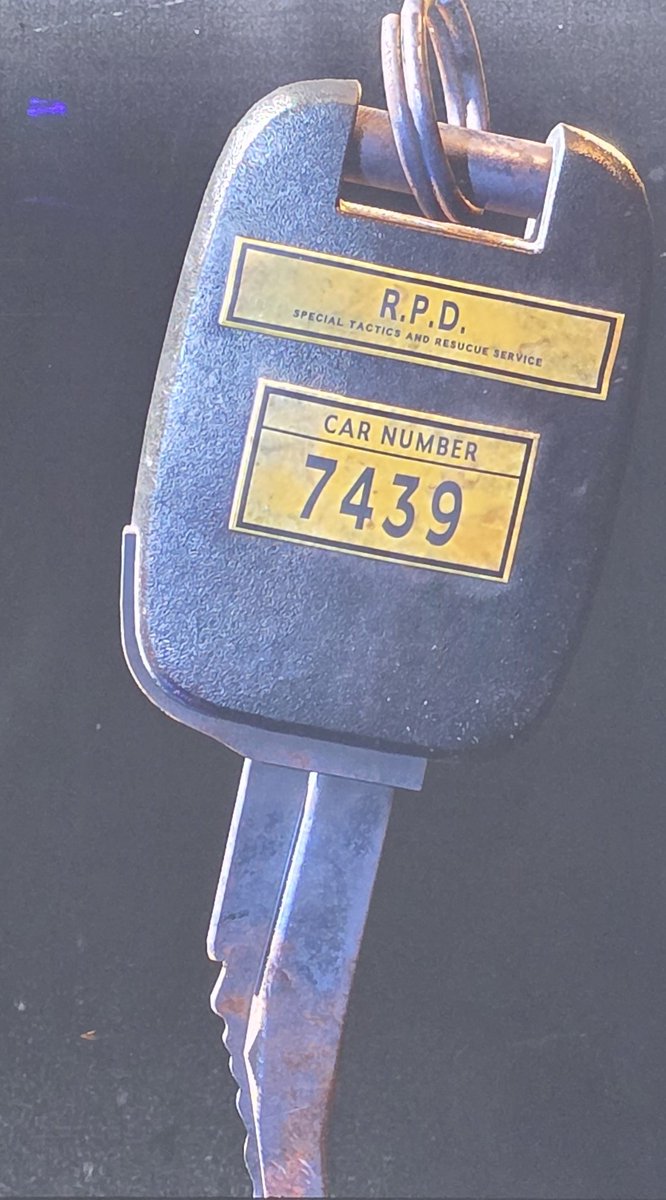 R.P.D.
SPECIAL TACTICS AND RESUCUE SERVICE
CAR NUMBER
7439